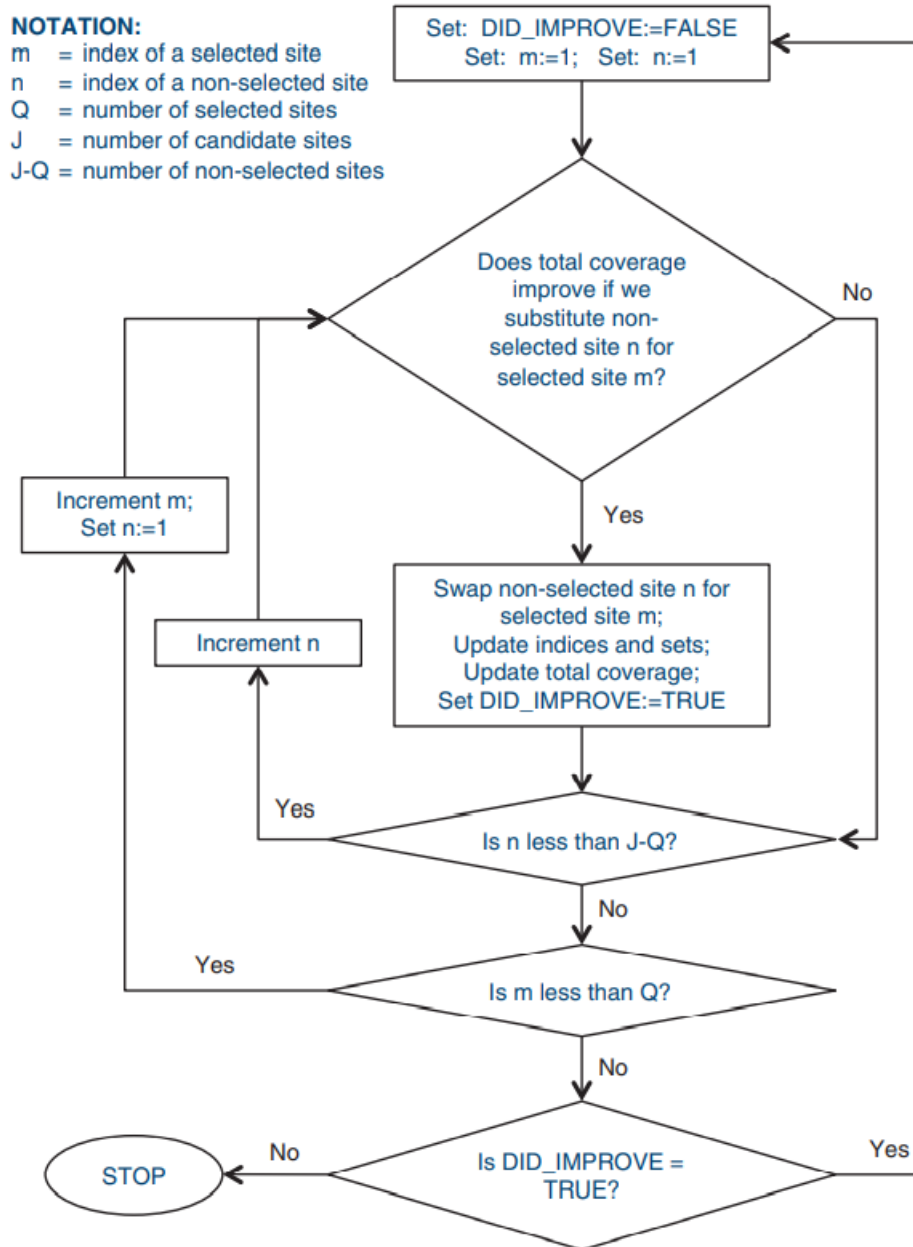 NOTATION:
m = index of a selected site
n = index of a non-selected site
Q = number of selected sites
J = number of candidate sites
J-Q = number of non-selected sites
Set: DID_IMPROVE:=FALSE
Set: m:=1; Set: n:=1
Does total coverage
improve if we
substitute non-
selected site n for
selected site m?
No
Yes
Increment m;
Set n:=1
Increment n
Swap non-selected site n for
selected site m;
Update indices and sets;
Update total coverage;
Set DID_IMPROVE:=TRUE
Yes
Is n less than J-Q?
No
Yes
Is m less than Q?
No
STOP
No
Is DID_IMPROVE =
TRUE?
Yes